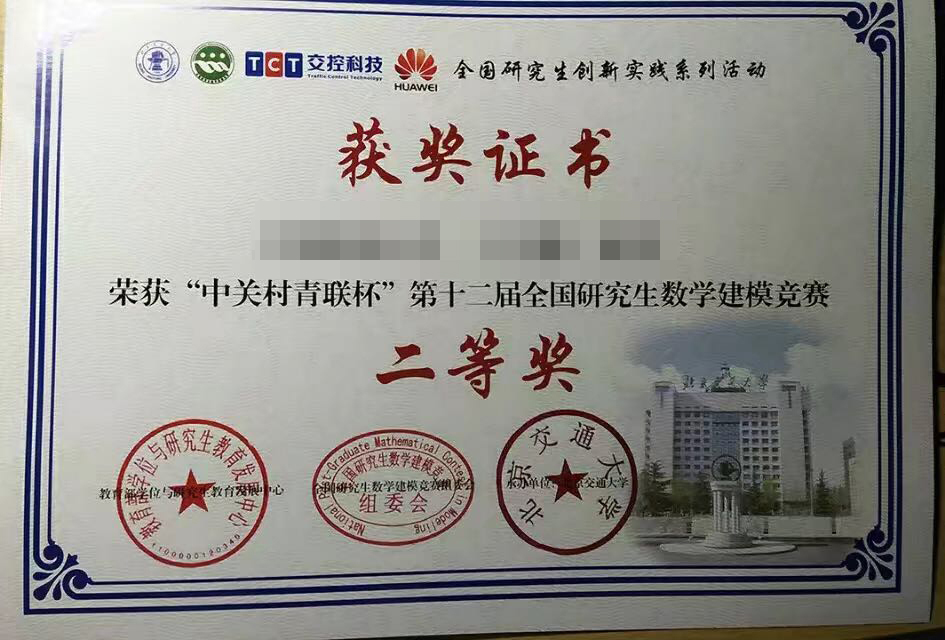 TCT 交控科技 Traffic Control Technology HUAWEI 全国研究生创新实践系列活动
获奖证书
荣获“中关村青联杯”第十二届全国研究生数学建模竞赛
二等奖
北京交通大学
教育部学位与研究生教育发展中心
教育部学位与研究生教育发展中心
1100000120349
National Post-Graduate Mathematical Contest in Modeling
全国研究生数学建模竞赛
组委会
全国研究生数学建模竞赛组委会
北京交通大学
承办单位:北京交通大学